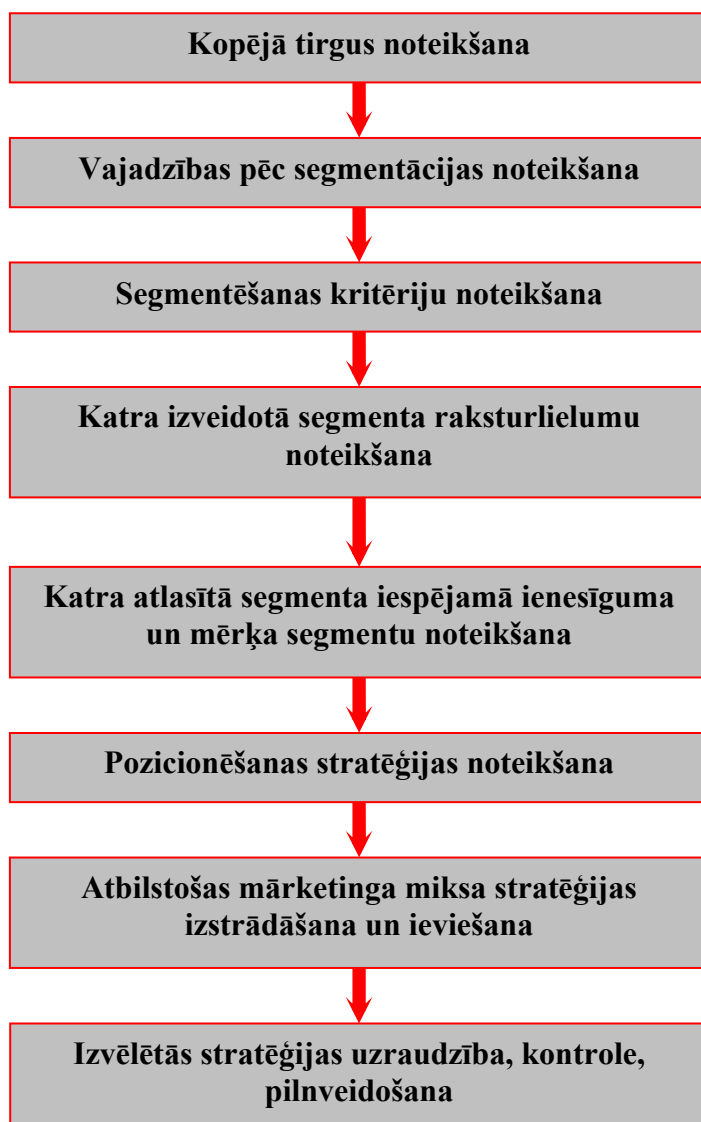 Kopējā tirgus noteikšana
Vajadzības pēc segmentācijas noteikšana
Segmentēšanas kritēriju noteikšana
Katra izveidotā segmenta raksturlielumu
noteikšana
Katra atlasītā segmenta iespējamā ienesīguma
un mērķa segmentu noteikšana
Pozicionēšanas stratēģijas noteikšana
Atbilstošas mārketinga miksa stratēģijas
izstrādāšana un ieviešana
Izvēlētās stratēģijas uzraudzība, kontrole,
pilnveidošana